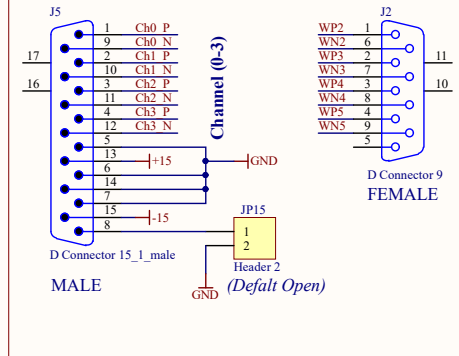 J5
1 Ch0_P
9 Ch0_N
2 Ch1_P
10 Ch1_N
3 Ch2_P
11 Ch2_N
4 Ch3_P
12 Ch3_N
5
13 +15
6
14
7
15 -15
8
17
16
Channel (0-3)
GND
D Connector 15_1_male
MALE
JP15
1
2
Header 2
GND
(Defalt Open)
J2
WP2 1
WN2 6
WP3 2
WN3 7
WP4 3
WN4 8
WP5 4
WN5 9
5
11
10
D Connector 9
FEMALE